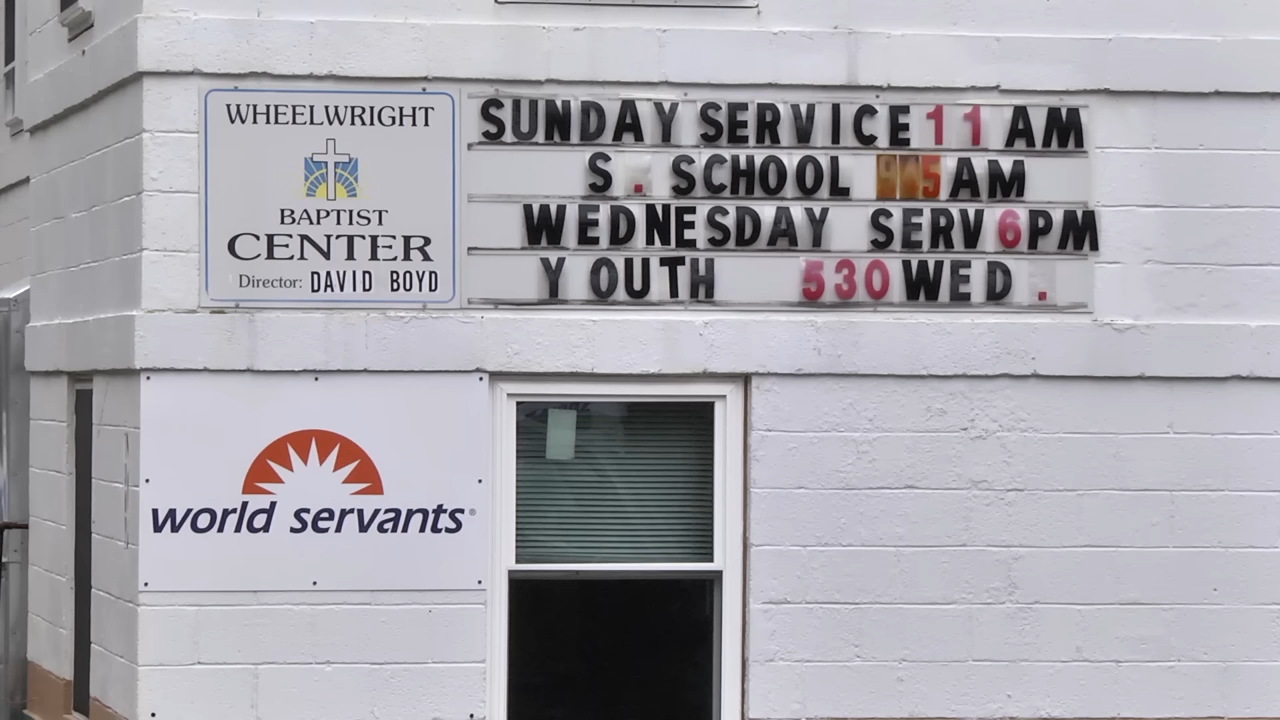 WHEELWRIGHT
BAPTIST
CENTER
Director: DAVID BOYD
SUNDAY SERVICE 11 AM
S. SCHOOL AM
WEDNESDAY SERV 6PM
YOUTH 530 WED.
world servants®